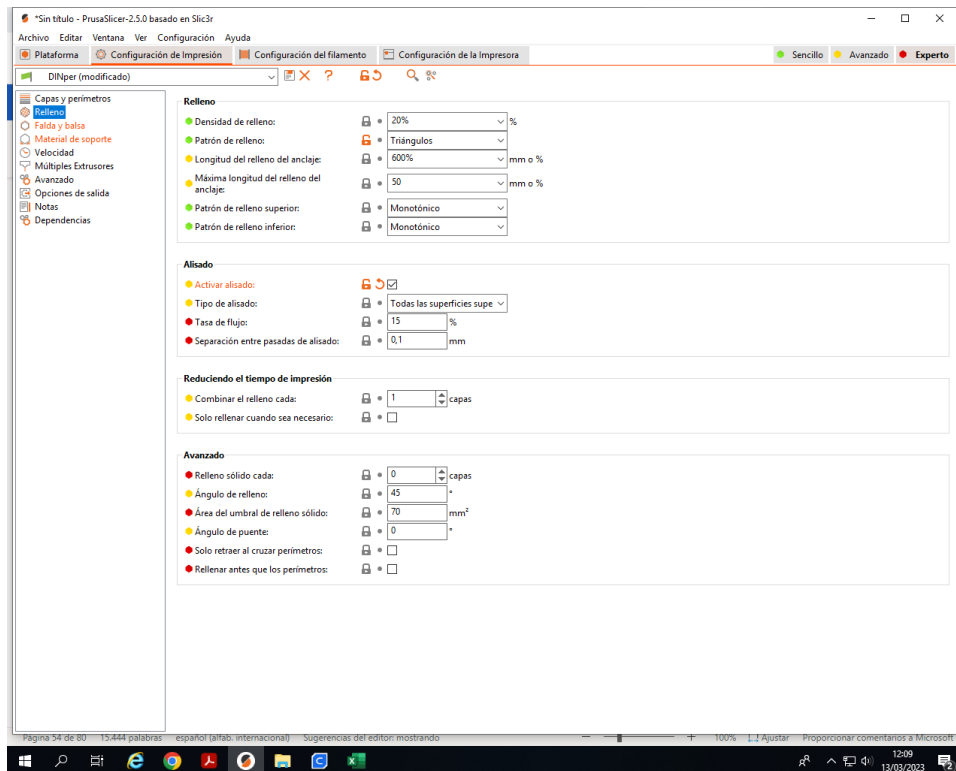 *Sin título - PrusaSlicer-2.5.0 basado en Slic3r
Archivo Editar Ventana Ver Configuración Ayuda
Plataforma Configuración de Impresión Configuración del filamento Configuración de la Impresora Sencillo Avanzado Experto
DINper (modificado)
Capas y perímetros
Relleno
Falda y balsa
Material de soporte
Velocidad
Múltiples Extrusores
Avanzado
Opciones de salida
Notas
Dependencias
Relleno
Densidad de relleno: 20% %
Patrón de relleno: Triángulos
Longitud del relleno del anclaje: 600% mm o %
Máxima longitud del relleno del
anclaje: 50 mm o %
Patrón de relleno superior: Monotónico
Patrón de relleno inferior: Monotónico
Alisado
Activar alisado:
Tipo de alisado: Todas las superficies supe
Tasa de flujo: 15 %
Separación entre pasadas de alisado: 0,1 mm
Reduciendo el tiempo de impresión
Combinar el relleno cada: 1 capas
Solo rellenar cuando sea necesario:
Avanzado
Relleno sólido cada: 0 capas
Ángulo de relleno: 45 °
Área del umbral de relleno sólido: 70 mm²
Ángulo de puente: 0 °
Solo retraer al cruzar perímetros:
Rellenar antes que los perímetros:
Página 54 de 80 15.444 palabras español (alfab. internacional) Sugerencias del editor: mostrando 100% Ajustar Proporcionar comentarios a Microsoft
12:09
13/03/2023
2